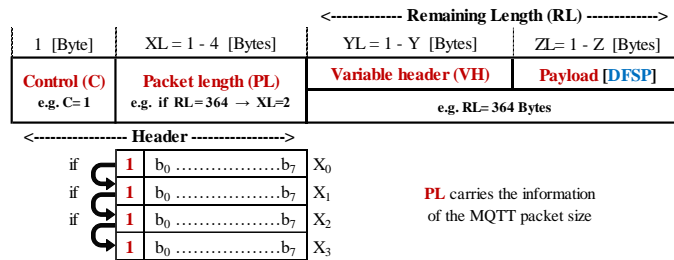 <------------- Remaining Length (RL) ------------->
1 [Byte] XL = 1 - 4 [Bytes] YL = 1 - Y [Bytes] ZL = 1 - Z [Bytes]
Control (C) Packet length (PL) Variable header (VH) Payload [DFSP]
e.g. C= 1 e.g. if RL = 364 → XL=2 e.g. RL= 364 Bytes
<--------------- Header --------------->
if 1 b0 ........................b7 X0
if 1 b0 ........................b7 X1
if 1 b0 ........................b7 X2
1 b0 ........................b7 X3
PL carries the information
of the MQTT packet size